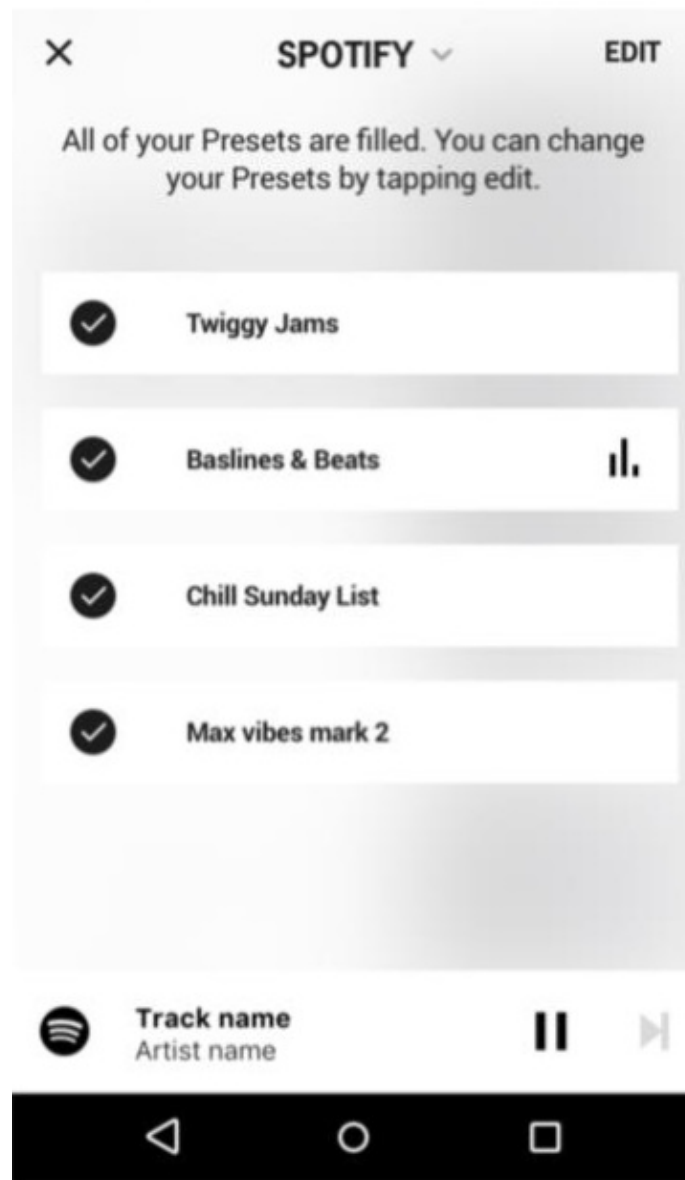 SPOTIFY
EDIT
All of your Presets are filled. You can change
your Presets by tapping edit.
Twiggy Jams
Baslines & Beats
Chill Sunday List
Max vibes mark 2
Track name
Artist name